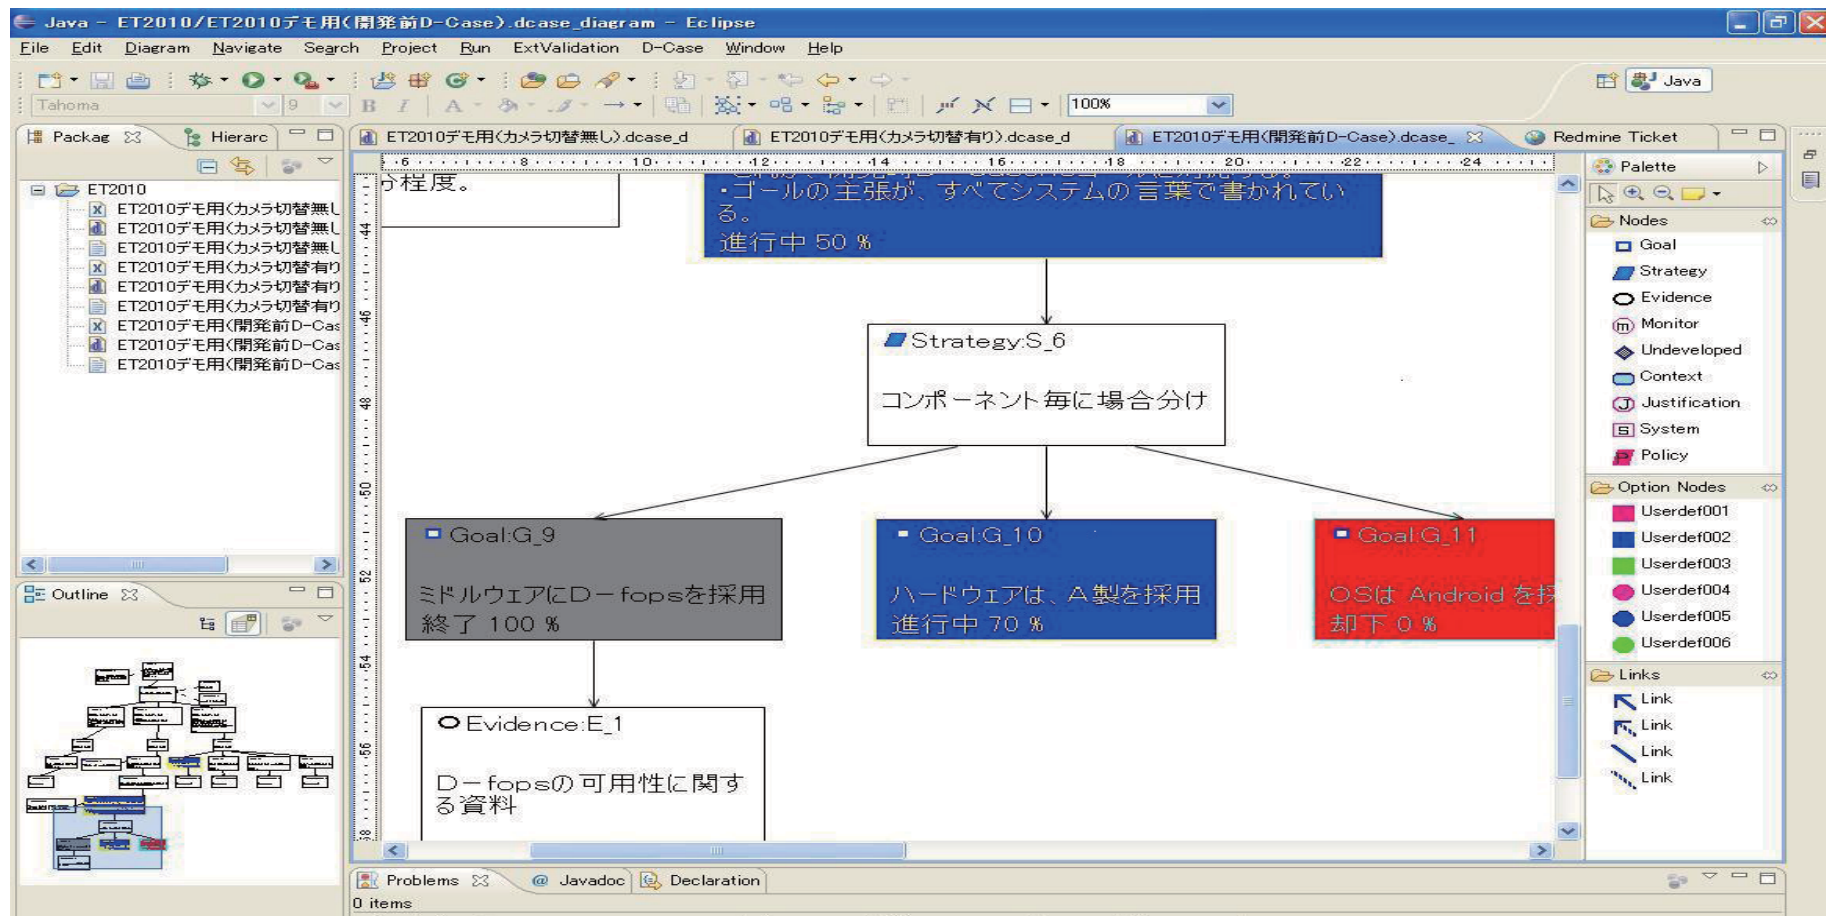 Java - ET2010/ET2010デモ用(開発前D-Case).dcase_diagram - Eclipse
File Edit Diagram Navigate Search Project Run ExtValidation D-Case Window Help
Java
Tahoma 9 B I A 100%
Packag Hierarc
ET2010デモ用(カメラ切替無し).dcase_d ET2010デモ用(カメラ切替有り).dcase_d ET2010デモ用(開発前D-Case).dcase_ Redmine Ticket
6 8 10 12 14 16 18 20 22 24
ET2010
ET2010デモ用(カメラ切替無し
ET2010デモ用(カメラ切替無し
ET2010デモ用(カメラ切替無し
ET2010デモ用(カメラ切替有り
ET2010デモ用(カメラ切替有り
ET2010デモ用(カメラ切替有り
ET2010デモ用(開発前D-Cas
ET2010デモ用(開発前D-Cas
ET2010デモ用(開発前D-Cas
Outline
44
46
48
50
52
54
56
58
程度。
・ゴールの主張が、すべてシステムの言葉で書かれてい
る。
進行中 50 %
Strategy:S_6
コンポーネント毎に場合分け
Goal:G_9
ミドルウェアにD-fopsを採用
終了 100 %
Goal:G_10
ハードウェアは、A製を採用
進行中 70 %
Goal:G_11
OSは Android を採
却下 0 %
Evidence:E_1
D-fopsの可用性に関す
る資料
Palette
Nodes
Goal
Strategy
Evidence
m Monitor
Undeveloped
Context
J Justification
S System
P Policy
Option Nodes
Userdef001
Userdef002
Userdef003
Userdef004
Userdef005
Userdef006
Links
Link
Link
Link
Link
Problems @ Javadoc Declaration
0 items